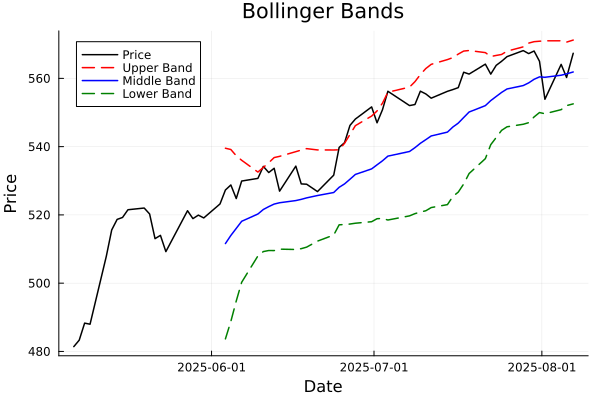 Bollinger Bands
Price
Upper Band
Middle Band
Lower Band
Price
560
540
520
500
480
2025-06-01
2025-07-01
2025-08-01
Date